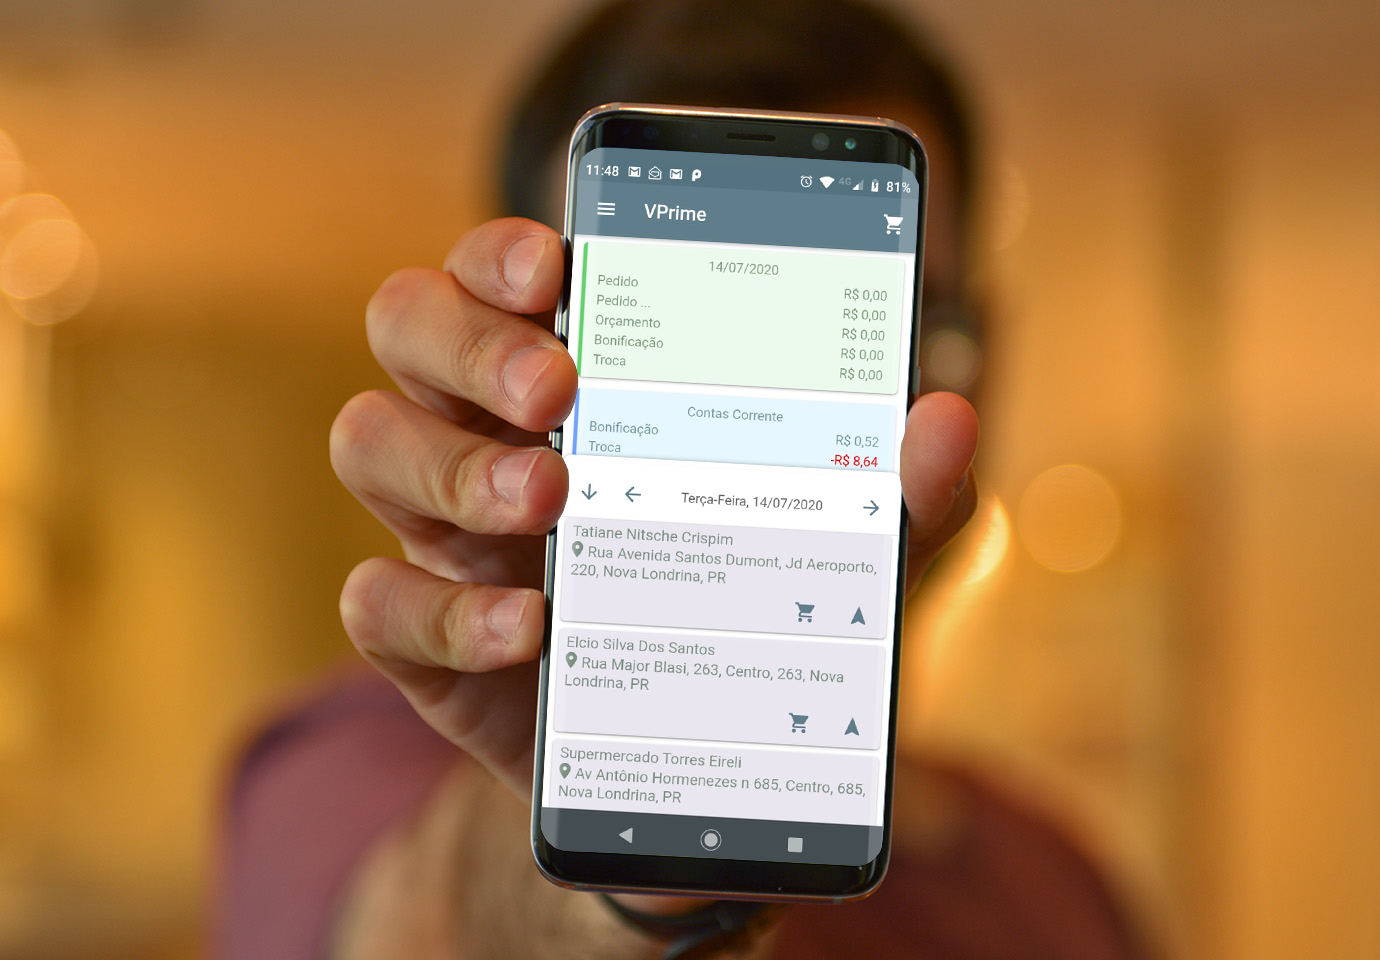 11:48 4G 81%
VPrime
14/07/2020
Pedido R$ 0,00
Pedido ... R$ 0,00
Orçamento R$ 0,00
Bonificação R$ 0,00
Troca R$ 0,00
Contas Corrente
Bonificação R$ 0,52
Troca -R$ 8,64
Terça-Feira, 14/07/2020
Tatiane Nitsche Crispim
Rua Avenida Santos Dumont, Jd Aeroporto,
220, Nova Londrina, PR
Elcio Silva Dos Santos
Rua Major Blasi, 263, Centro, 263, Nova
Londrina, PR
Supermercado Torres Eireli
Av Antônio Hormenezes n 685, Centro, 685,
Nova Londrina, PR